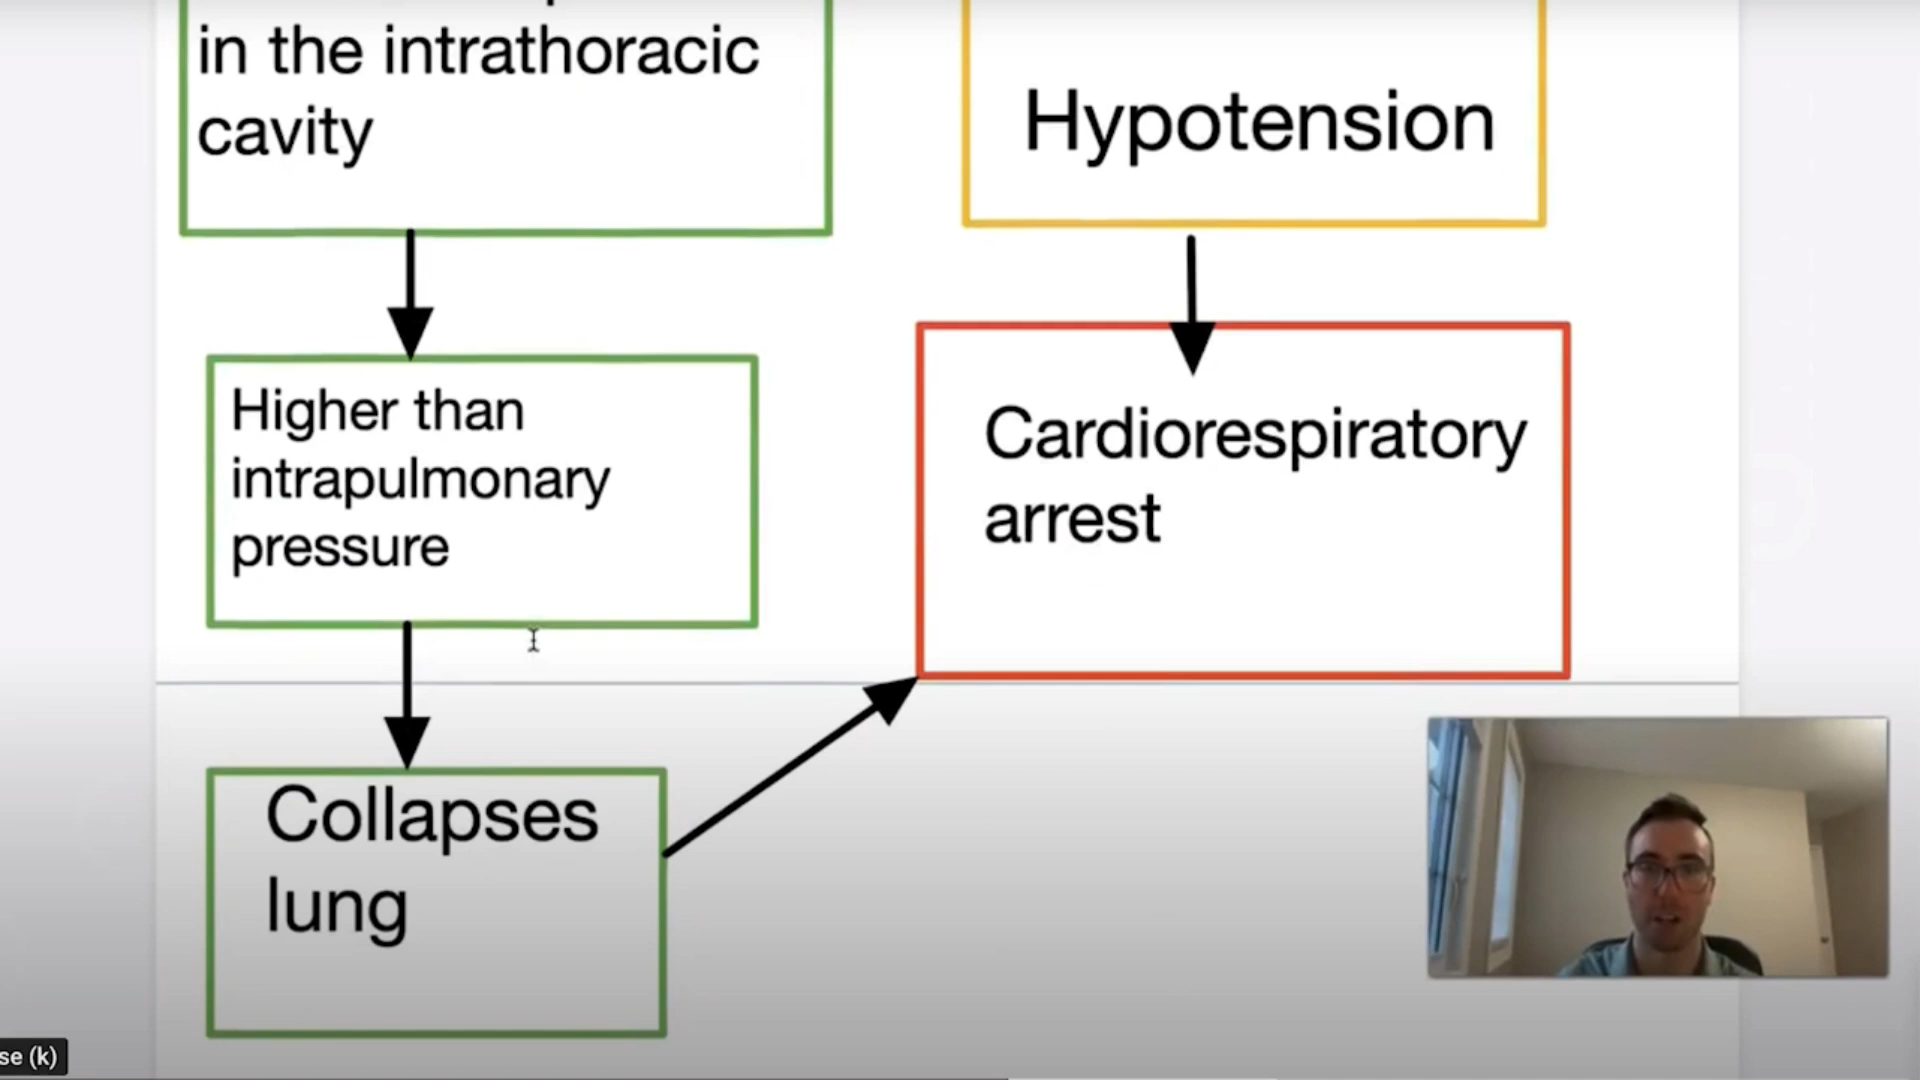 in the intrathoracic
cavity
Hypotension
Higher than
intrapulmonary
pressure
Cardiorespiratory
arrest
Collapses
lung
se (k)